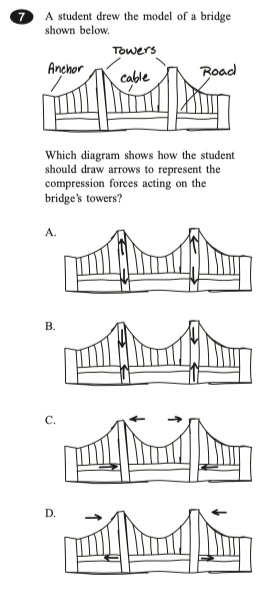 7 A student drew the model of a bridge
shown below.
Towers
Anchor
cable
Road
Which diagram shows how the student
should draw arrows to represent the
compression forces acting on the
bridge's towers?
A.
B.
C.
D.